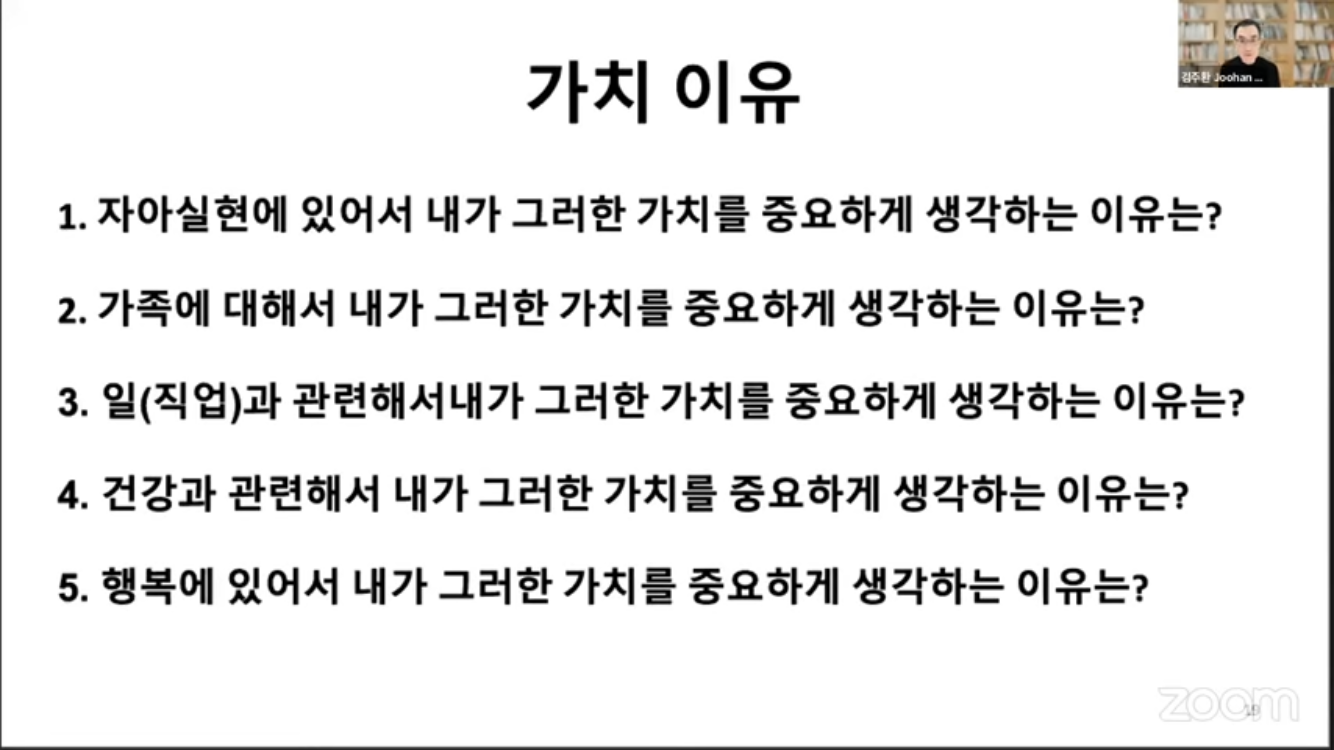 가치 이유
김주환 Joohan ...
1. 자아실현에 있어서 내가 그러한 가치를 중요하게 생각하는 이유는?
2. 가족에 대해서 내가 그러한 가치를 중요하게 생각하는 이유는?
3. 일(직업)과 관련해서내가 그러한 가치를 중요하게 생각하는 이유는?
4. 건강과 관련해서 내가 그러한 가치를 중요하게 생각하는 이유는?
5. 행복에 있어서 내가 그러한 가치를 중요하게 생각하는 이유는?
zoom